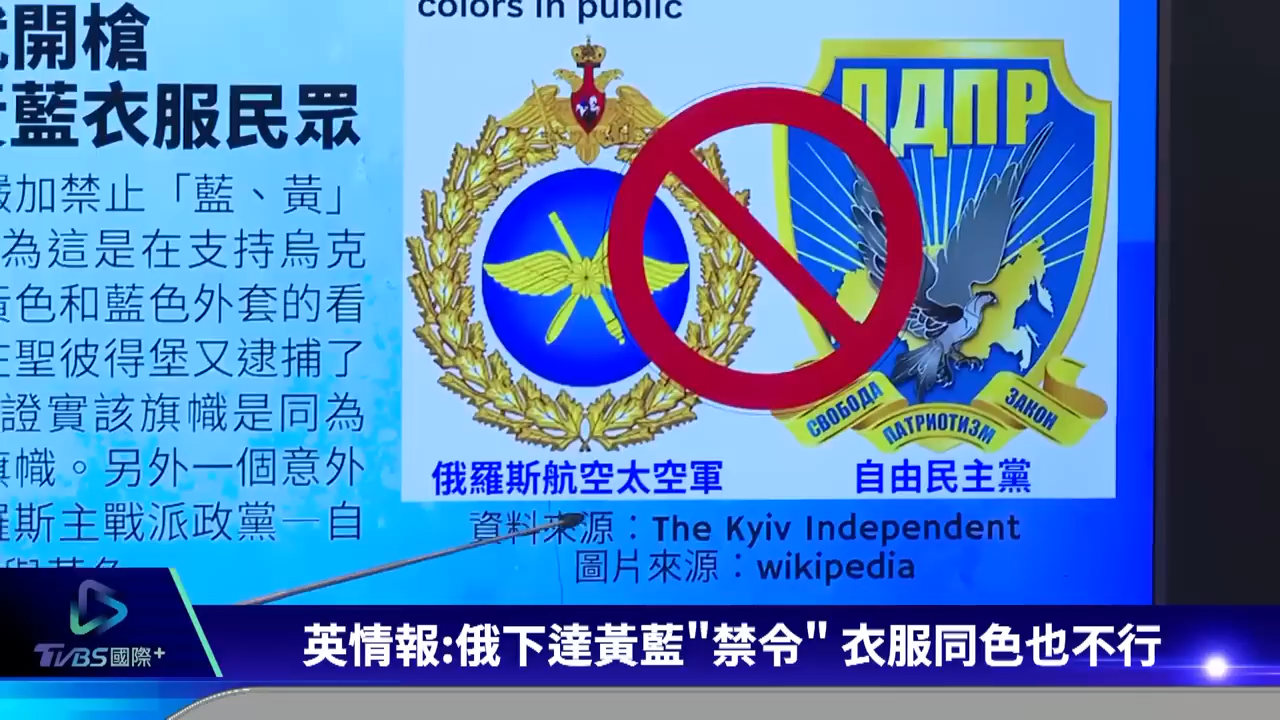 colors in public
開槍
藍衣服民眾
加禁止「藍、黃」
為這是在支持烏克
色和藍色外套的看
聖彼得堡又逮捕了
證實該旗幟是同為
旗幟。另外一個意外
斯主戰派政黨—自
ЛДПР
СВОБОДА
ПАТРИОТИЗМ
ЗАКОН
俄羅斯航空太空軍
自由民主黨
資料來源：The Kyiv Independent
圖片來源：wikipedia
TVBS國際+
英情報:俄下達黃藍"禁令" 衣服同色也不行